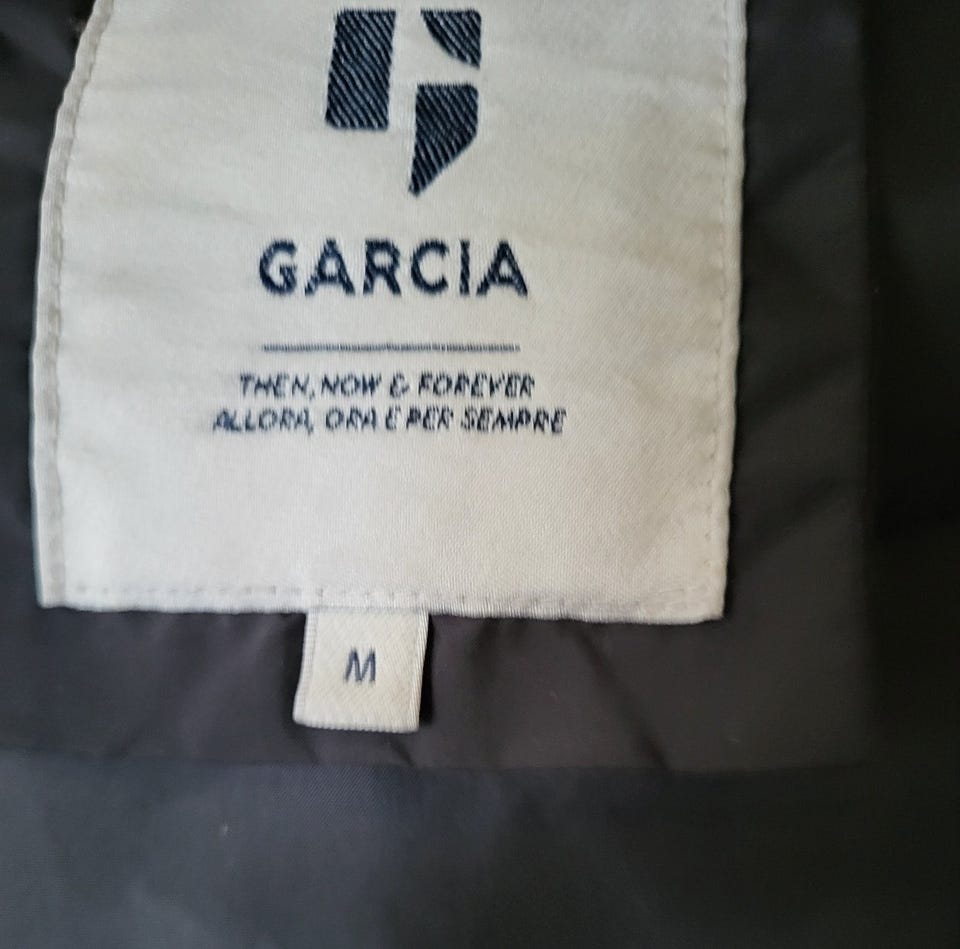 GARCIA
THEN, NOW & FOREVER
ALLORA, ORA E PER SEMPRE
M